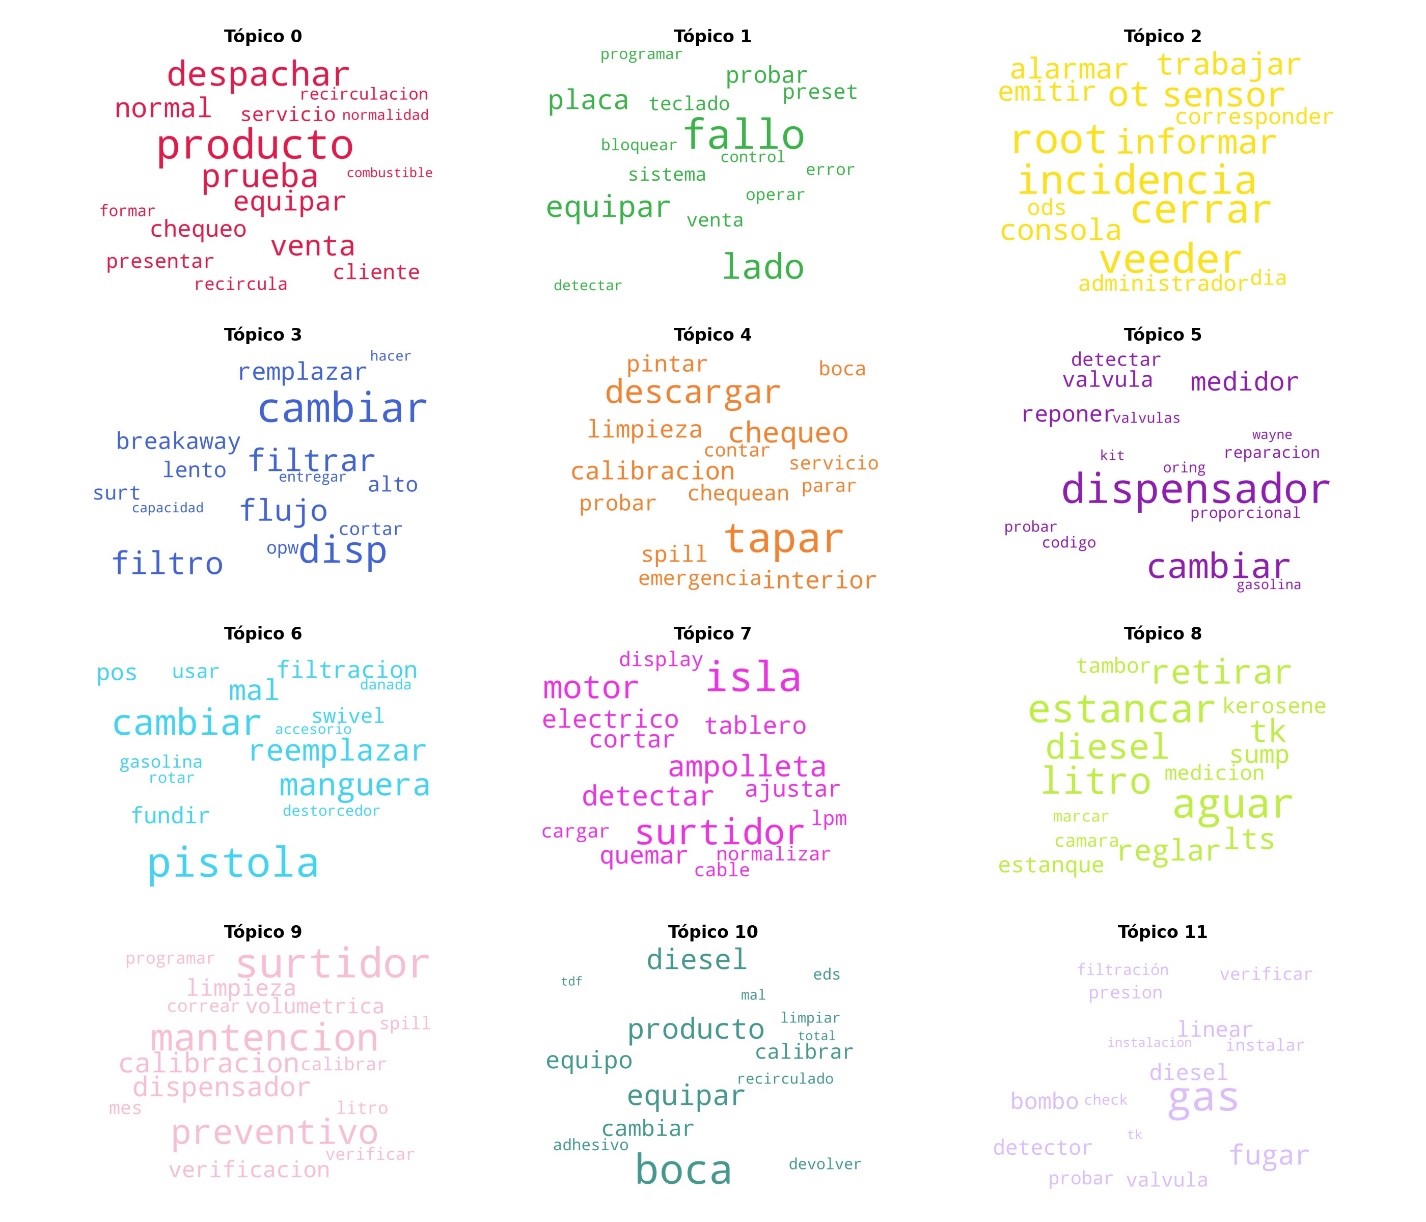 Tópico 0
despachar
recirculacion
normal
servicio normalidad
producto
prueba combustible
equipar
formar
chequeo
venta
presentar
cliente
recircula
Tópico 1
programar
probar
preset
placa teclado
fallo
bloquear
control
sistema
error
operar
equipar
venta
lado
detectar
Tópico 2
alarmar trabajar
emitir ot sensor
corresponder
root informar
incidencia
ods cerrar
consola
veeder
administrador dia
Tópico 3
hacer
remplazar
cambiar
breakaway
lento filtrar
entregar alto
surt
capacidad flujo
cortar
opw disp
filtro
Tópico 4
pintar boca
descargar
limpieza chequeo
contar
calibracion servicio
probar chequean parar
tapar
spill
emergencia interior
Tópico 5
detectar
valvula medidor
reponer valvulas
wayne
kit reparacion
oring
dispensador
proporcional
probar
codigo
cambiar
gasolina
Tópico 6
pos usar filtracion
mal danada
cambiar swivel
accesorio
reemplazar
gasolina
rotar
manguera
fundir destorcedor
pistola
Tópico 7
display isla
motor
electrico tablero
cortar
ampolleta
detectar ajustar
cargar surtidor lpm
quemar normalizar
cable
Tópico 8
tambor retirar
estancar kerosene
tk
diesel sump
litro medicion
aguar
marcar
camara reglar lts
estanque
Tópico 9
programar surtidor
limpieza
correar volumetrica
mantencion spill
calibracion calibrar
dispensador
mes litro
preventivo
verificar
verificacion
Tópico 10
diesel
tdf eds
mal
producto limpiar
total
equipo calibrar
recirculado
equipar
cambiar
adhesivo
boca devolver
Tópico 11
filtración verificar
presion
linear
instalacion instalar
diesel
bombo check gas
tk
detector fugar
probar valvula